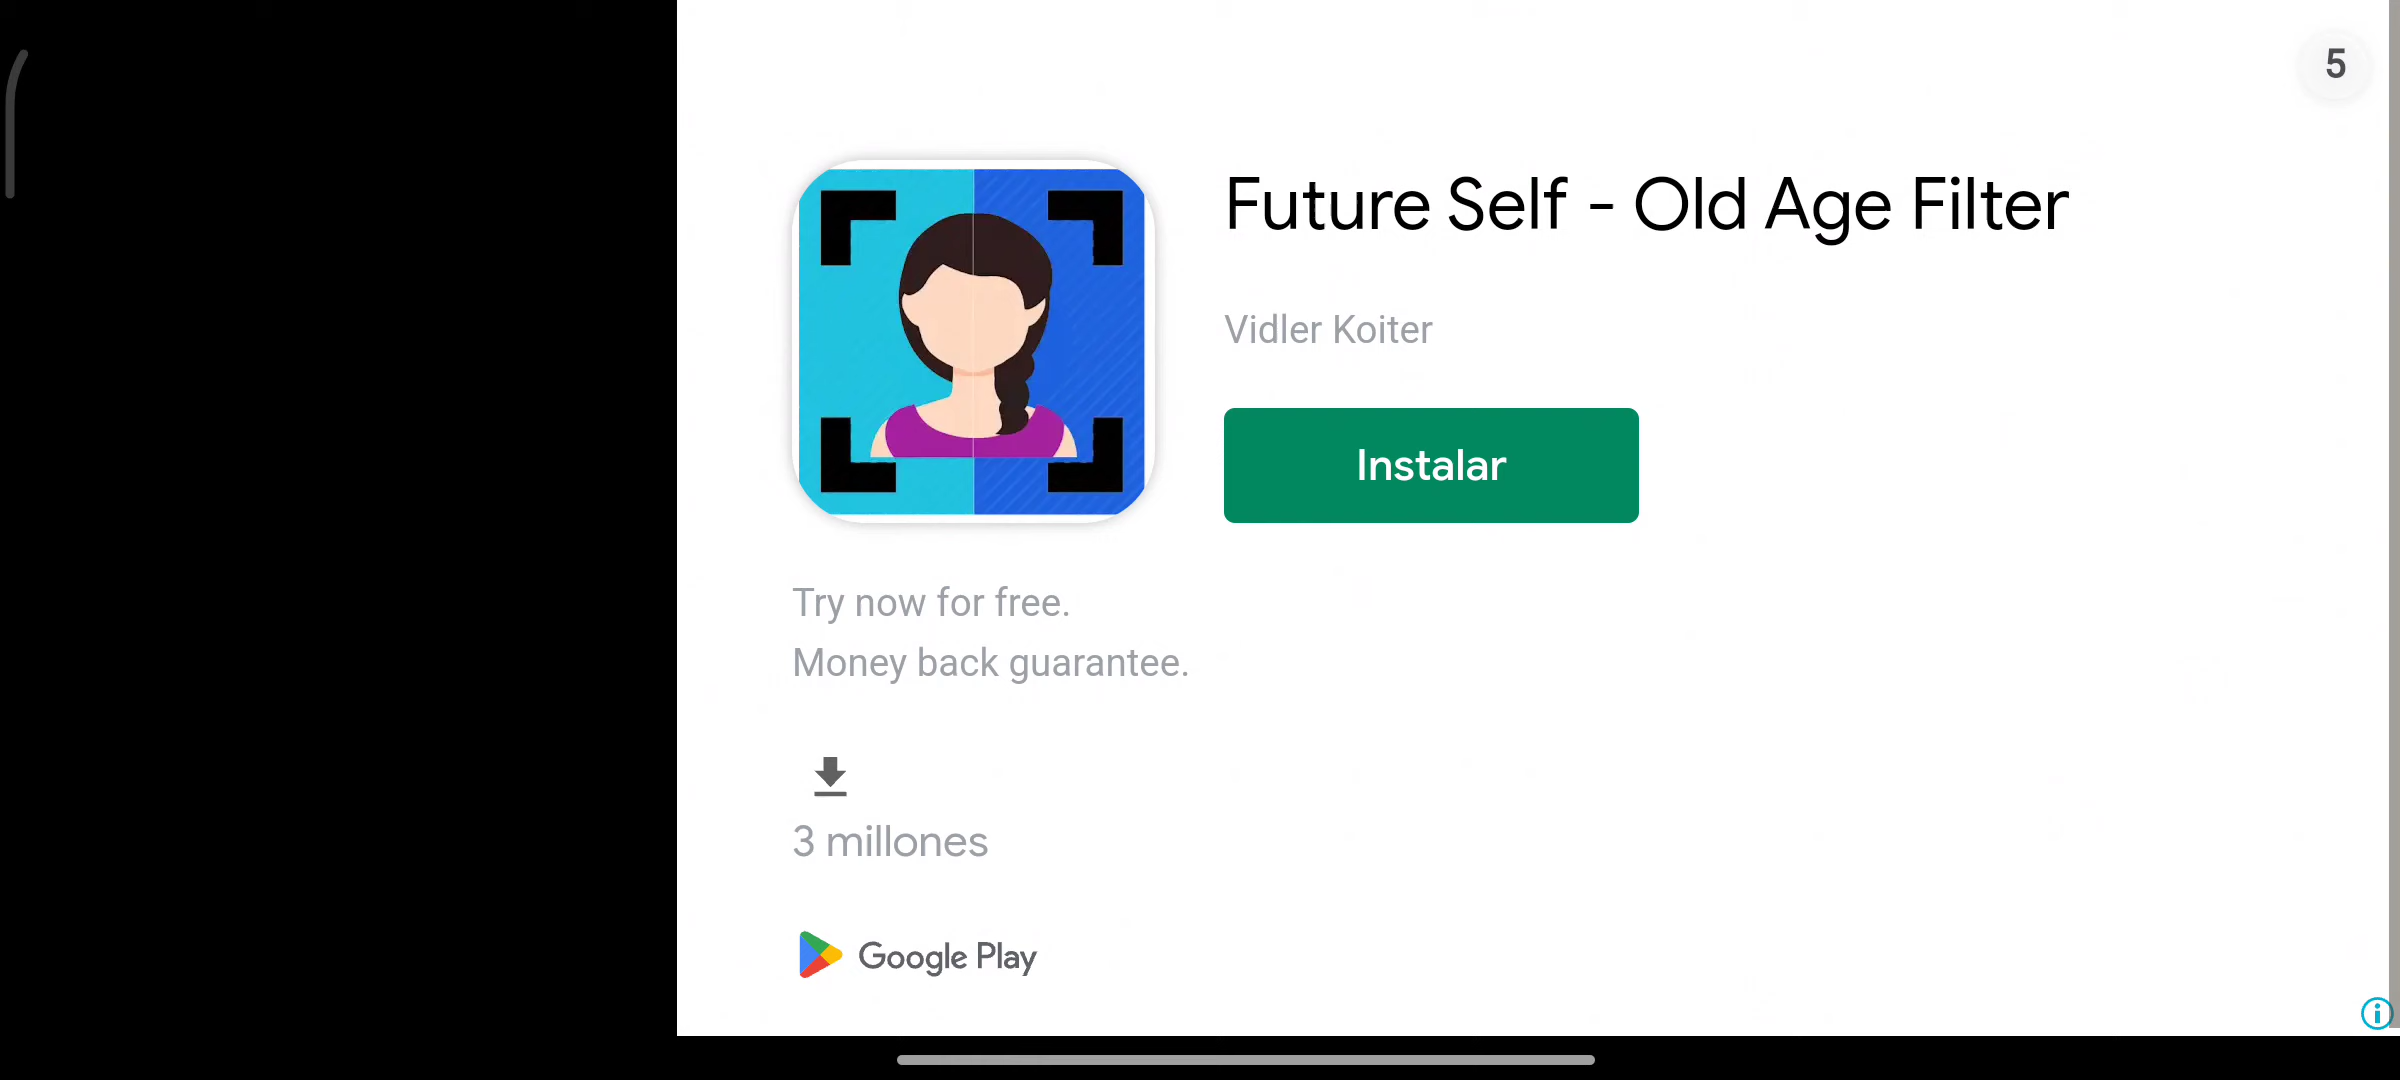 5
Future Self - Old Age Filter
Vidler Koiter
Instalar
Try now for free.
Money back guarantee.
3 millones
Google Play